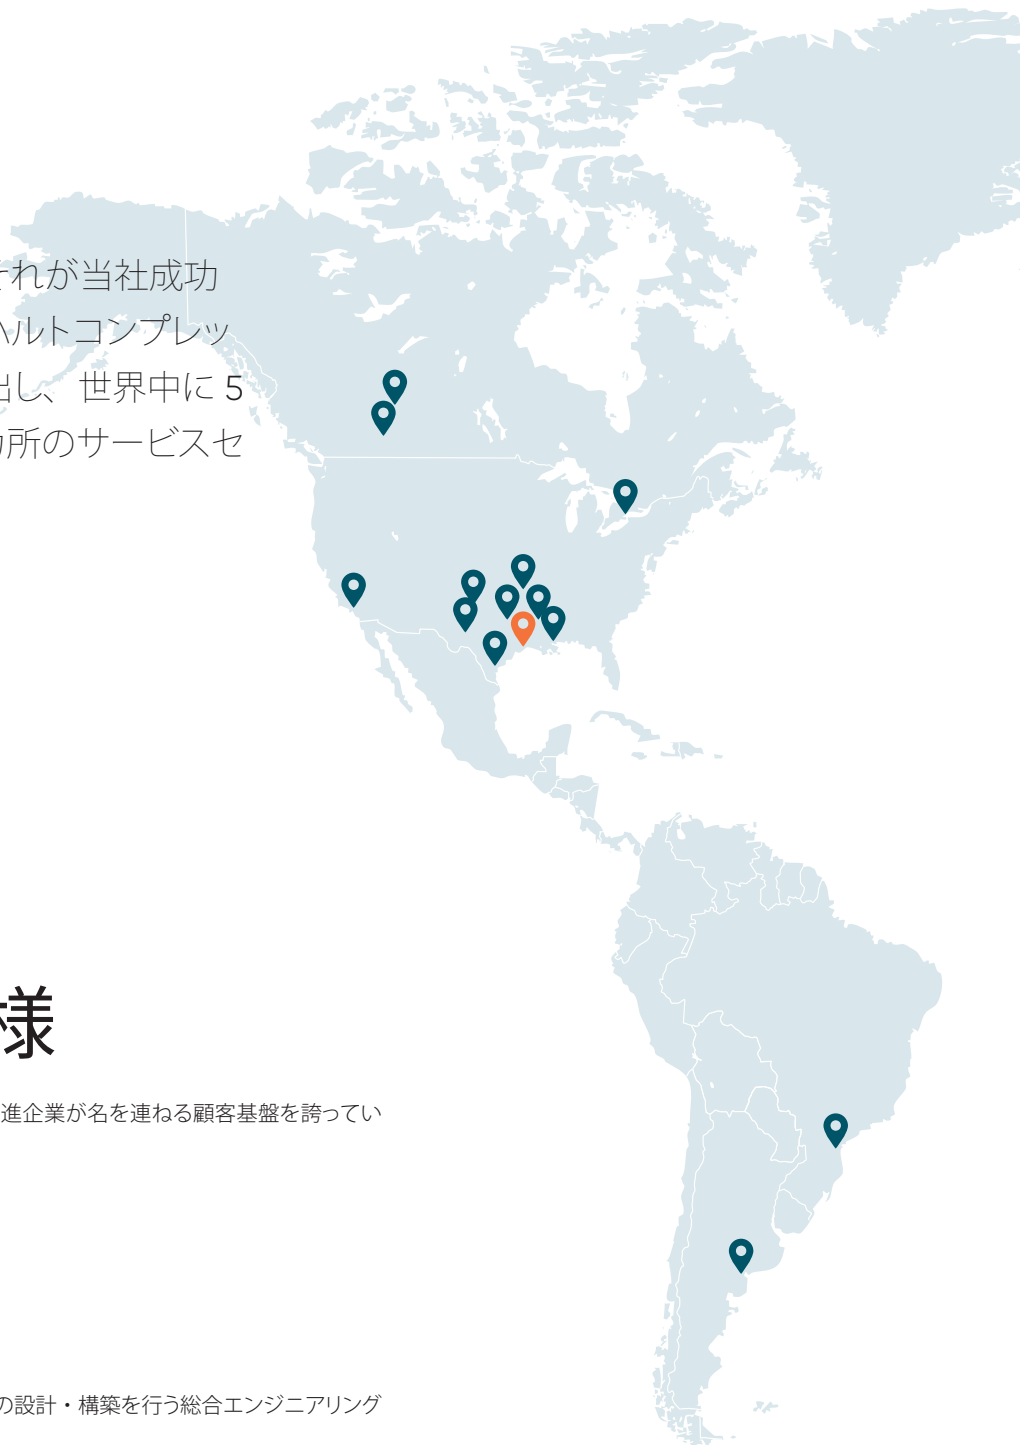 それが当社成功
ハルトコンプレッ
出し、世界中に 5
カ所のサービスセ
様
進企業が名を連ねる顧客基盤を誇ってい
の設計・構築を行う総合エンジニアリング